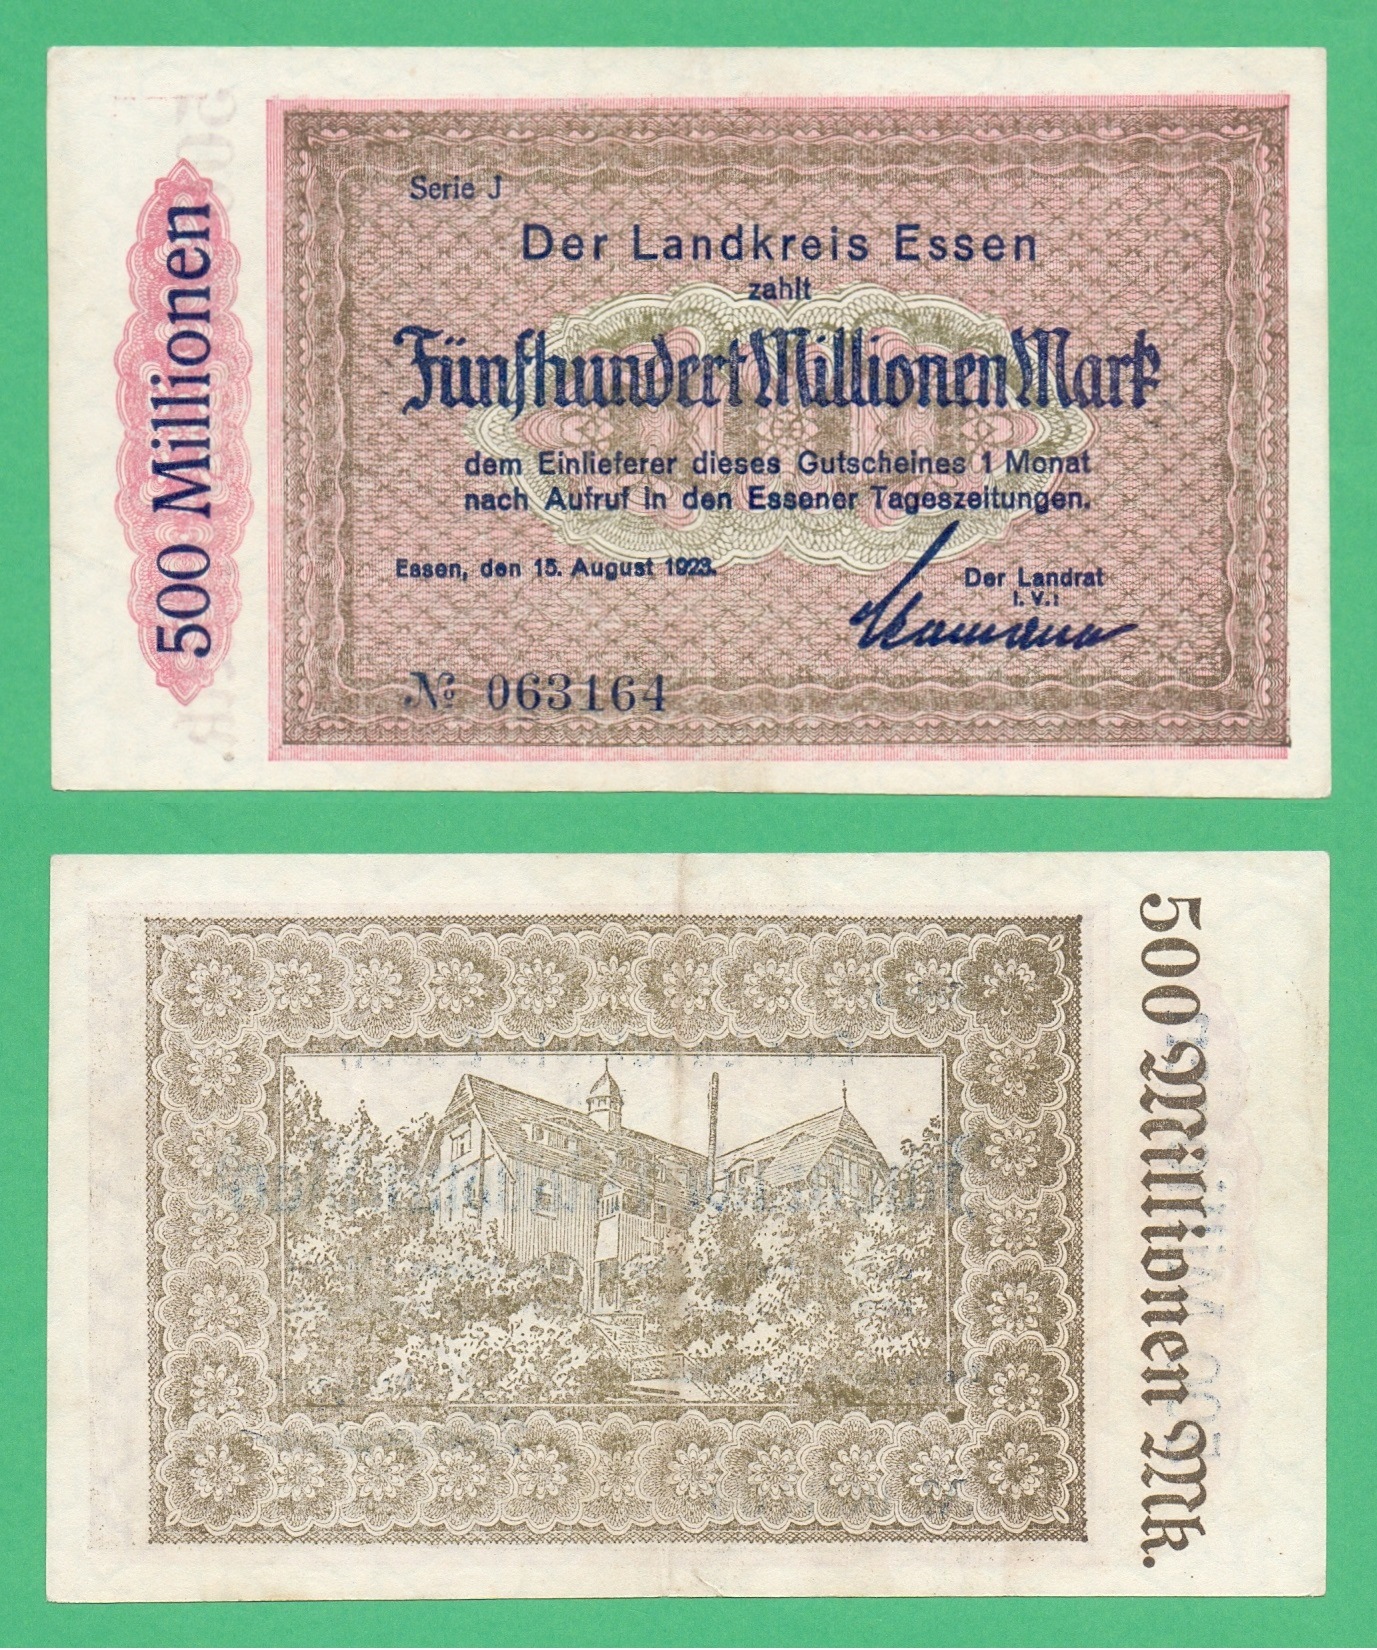 500 Millionen
Serie J
Der Landkreis Essen
zahlt
Fünfhundert Millionen Mark
dem Einlieferer dieses Gutscheines 1 Monat
nach Aufruf in den Essener Tageszeitungen.
Essen, den 15. August 1923.
Der Landrat
I. V.:
№ 063164
500 Millionen Mk.